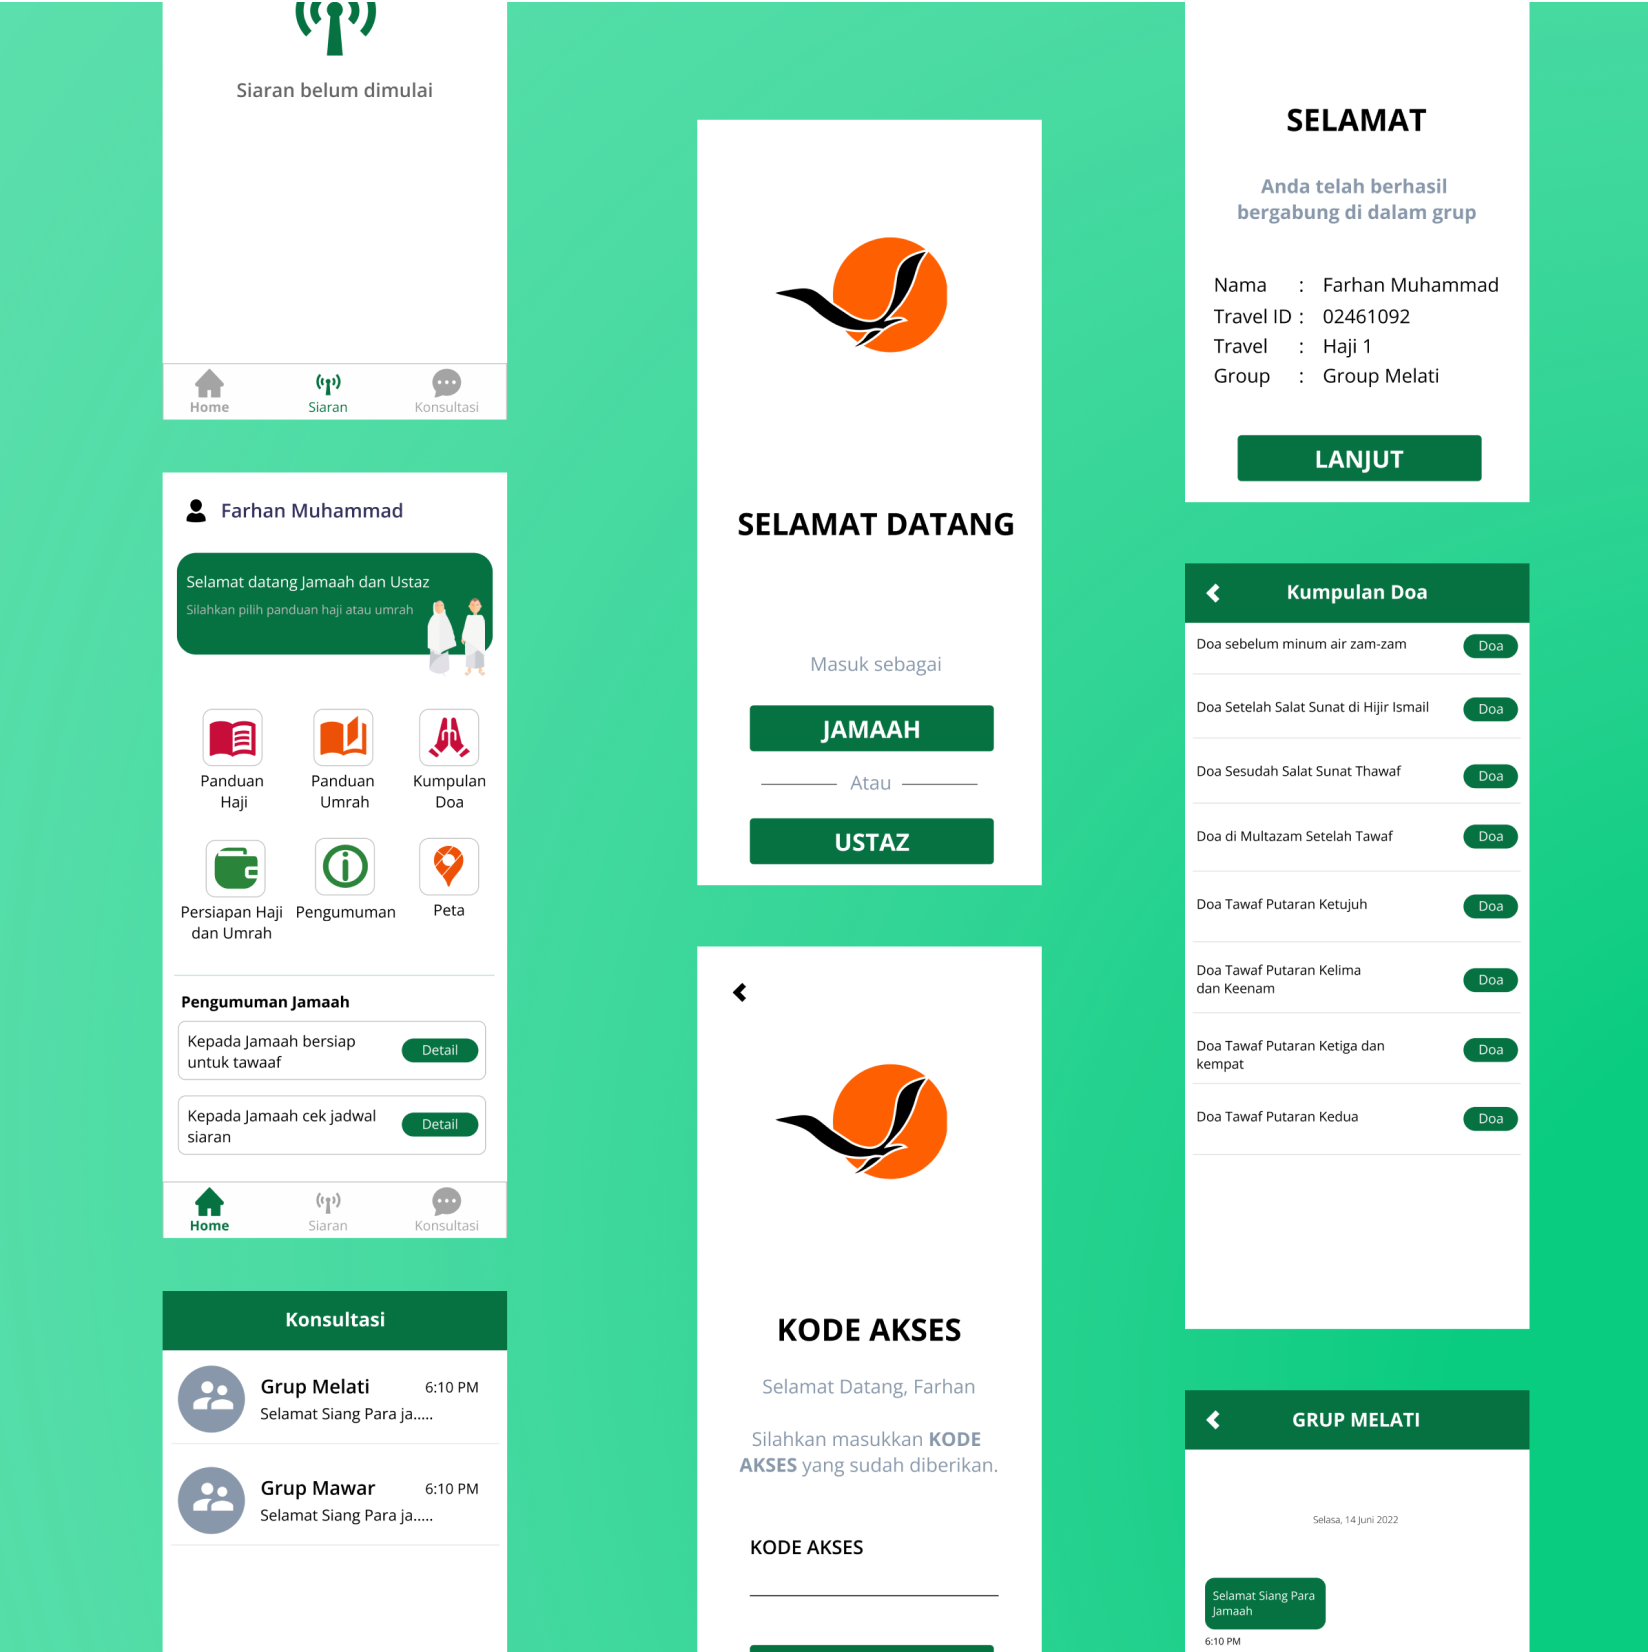 Siaran belum dimulai
Home
Siaran
Konsultasi
Farhan Muhammad
Selamat datang Jamaah dan Ustaz
Silahkan pilih panduan haji atau umrah
Panduan
Haji
Panduan
Umrah
Kumpulan
Doa
Persiapan Haji
dan Umrah
Pengumuman
Peta
Pengumuman Jamaah
Kepada Jamaah bersiap
untuk tawaaf
Detail
Kepada Jamaah cek jadwal
siaran
Detail
Home
Siaran
Konsultasi
Konsultasi
Grup Melati
6:10 PM
Selamat Siang Para ja.....
Grup Mawar
6:10 PM
Selamat Siang Para ja.....
SELAMAT DATANG
Masuk sebagai
JAMAAH
Atau
USTAZ
KODE AKSES
Selamat Datang, Farhan
Silahkan masukkan KODE
AKSES yang sudah diberikan.
KODE AKSES
SELAMAT
Anda telah berhasil
bergabung di dalam grup
Nama : Farhan Muhammad
Travel ID : 02461092
Travel : Haji 1
Group : Group Melati
LANJUT
Kumpulan Doa
Doa sebelum minum air zam-zam
Doa
Doa Setelah Salat Sunat di Hijir Ismail
Doa
Doa Sesudah Salat Sunat Thawaf
Doa
Doa di Multazam Setelah Tawaf
Doa
Doa Tawaf Putaran Ketujuh
Doa
Doa Tawaf Putaran Kelima
dan Keenam
Doa
Doa Tawaf Putaran Ketiga dan
kempat
Doa
Doa Tawaf Putaran Kedua
Doa
GRUP MELATI
Selasa, 14 Juni 2022
Selamat Siang Para
Jamaah
6:10 PM